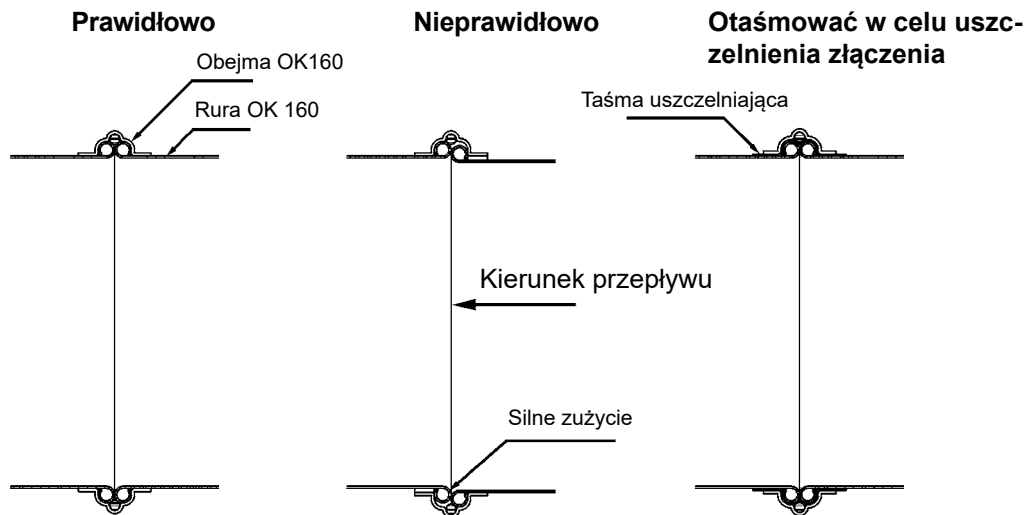 Prawidłowo
Obejma OK160
Rura OK 160
Nieprawidłowo
Kierunek przepływu
Silne zużycie
Otaśmować w celu uszc-
zelnienia złączenia
Taśma uszczelniająca